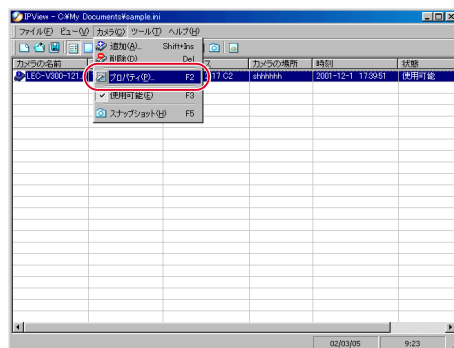 IPView - C:¥My Documents¥sample.ini
ファイル(F) ビュー(V) カメラ(C) ツール(T) ヘルプ(H)
追加(A)... Shift+Ins
削除(D) Del
プロパティ(P)... F2
使用可能(E) F3
スナップショット(H) F5
カメラの名前 ス カメラの場所 時刻 状態
LEC-V300-121. 17 C2 shhhhhh 2001-12-1 17:39:51 使用可能
02/03/05 9:23